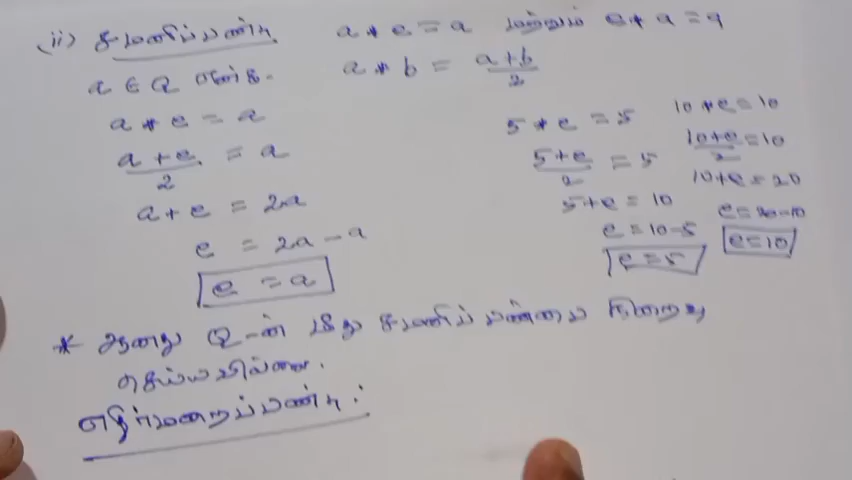 (ii) சமனிப்பண்பு a * e = a மற்றும் e * a = a
a ∈ Q என்க. a * b = a+b/2
a * e = a
a+e/2 = a
a+e = 2a
e = 2a-a
e = a
5 * e = 5
5+e/2 = 5
5+e = 10
e = 10-5
e = 5
10 * e = 10
10+e/2 = 10
10+e = 20
e = 20-10
e = 10
* ஆனது Q-ன் மீது சமனிப் பண்பை நிறைவு
செய்யவில்லை.
எதிர்மறைப்பண்பு :